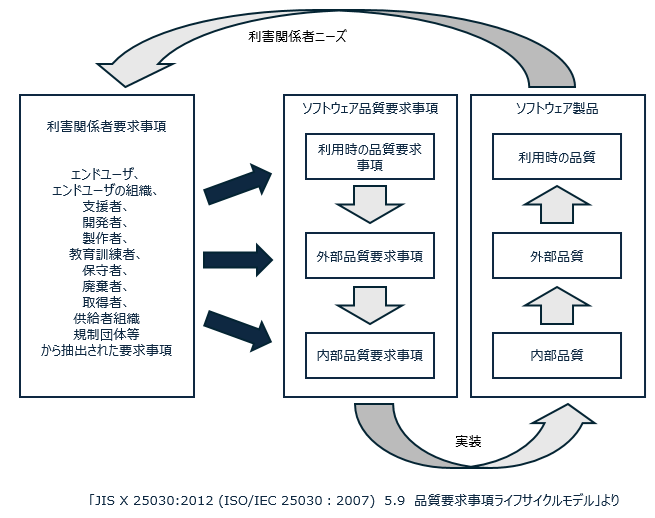 利害関係者ニーズ
利害関係者要求事項
エンドユーザ、
エンドユーザの組織、
支援者、
開発者、
製作者、
教育訓練者、
保守者、
廃棄者、
取得者、
供給者組織
規制団体等
から抽出された要求事項
ソフトウェア品質要求事項
利用時の品質要求
事項
外部品質要求事項
内部品質要求事項
ソフトウェア製品
利用時の品質
外部品質
内部品質
実装
「JIS X 25030:2012 (ISO/IEC 25030 : 2007) 5.9 品質要求事項ライフサイクルモデル」より